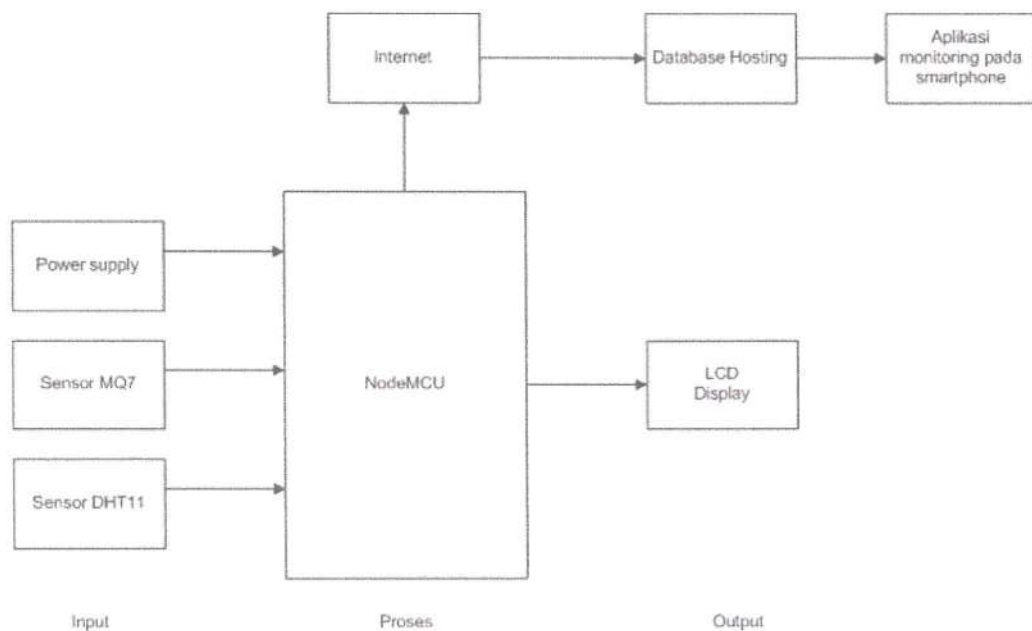 Internet
Database Hosting
Aplikasi
monitoring pada
smartphone
Power supply
Sensor MQ7
NodeMCU
LCD
Display
Sensor DHT11
Input
Proses
Output